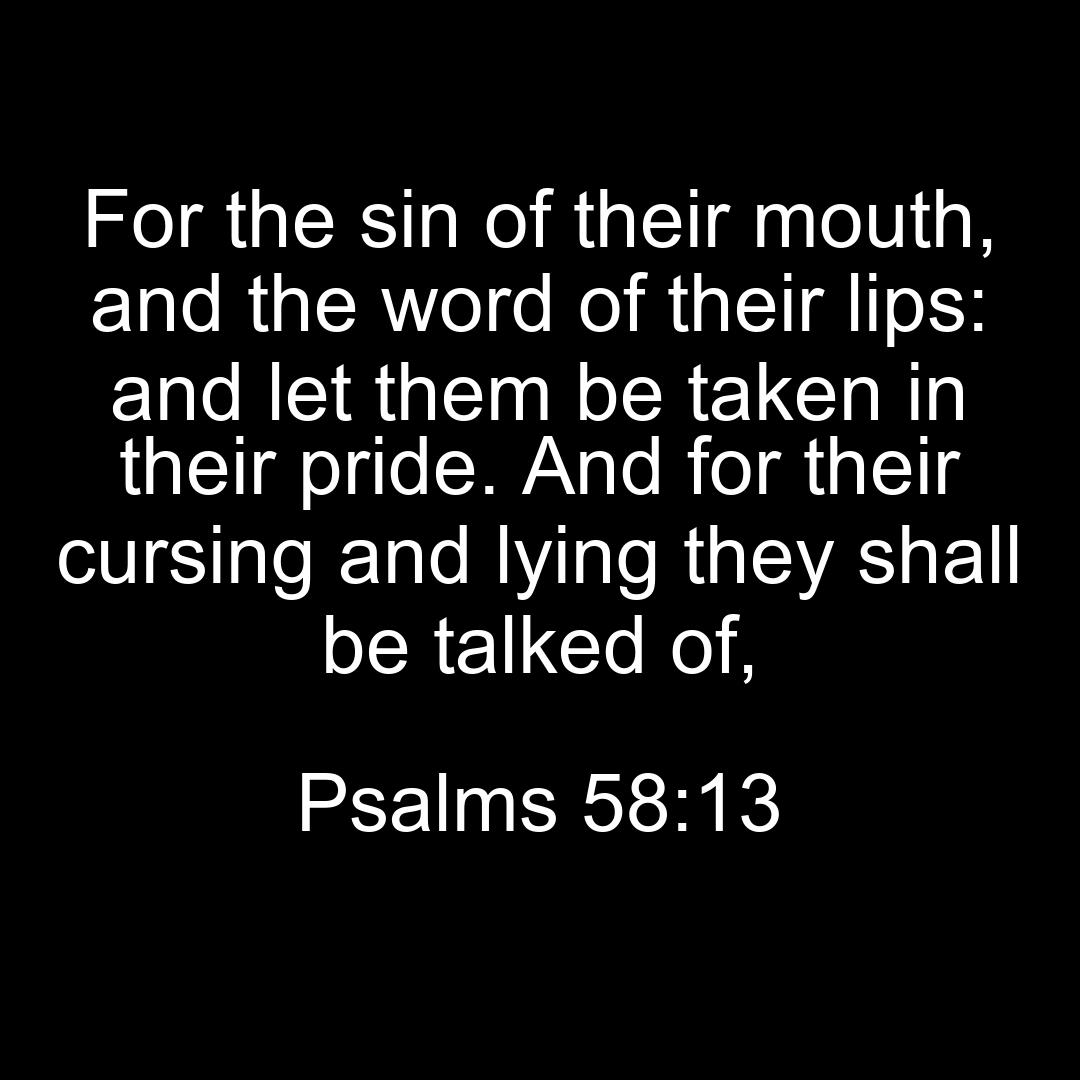 For the sin of their mouth,
and the word of their lips:
and let them be taken in
their pride. And for their
cursing and lying they shall
be talked of,
Psalms 58:13